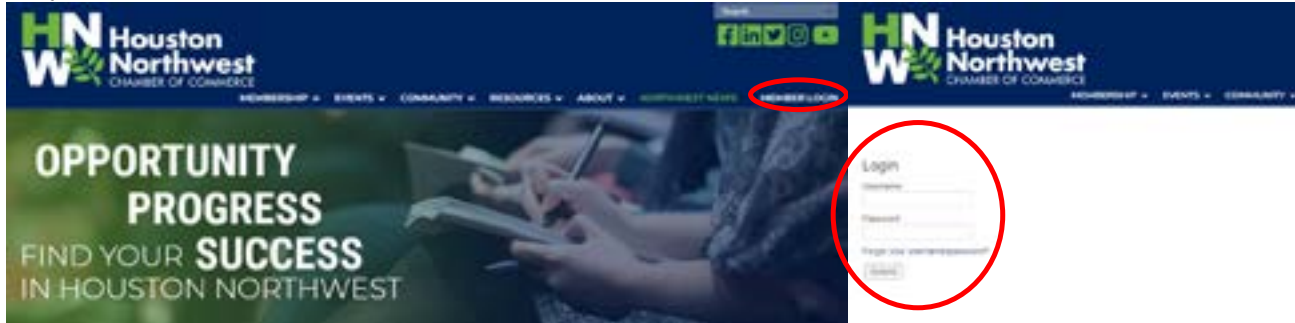 HN Houston
W Northwest
CHAMBER OF COMMERCE
Search
MEMBERSHIP EVENTS COMMUNITY RESOURCES ABOUT NORTHWEST NEWS MEMBER LOGIN
OPPORTUNITY
PROGRESS
FIND YOUR SUCCESS
IN HOUSTON NORTHWEST
HN Houston
W Northwest
CHAMBER OF COMMERCE
MEMBERSHIP EVENTS COMMUNITY
Login
Username
Password
Forgot your username/password?
Submit